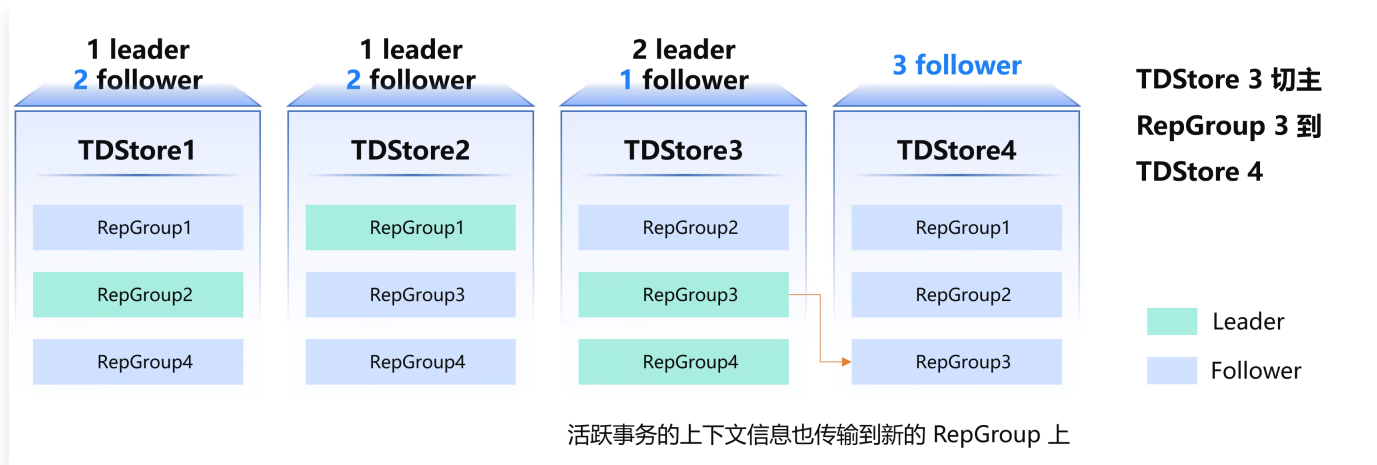 1 leader
2 follower
1 leader
2 follower
2 leader
1 follower
3 follower
TDStore1
TDStore2
TDStore3
TDStore4
RepGroup1
RepGroup2
RepGroup4
RepGroup1
RepGroup3
RepGroup4
RepGroup2
RepGroup3
RepGroup4
RepGroup1
RepGroup2
RepGroup3
TDStore 3 切主
RepGroup 3 到
TDStore 4
Leader
Follower
活跃事务的上下文信息也传输到新的 RepGroup 上